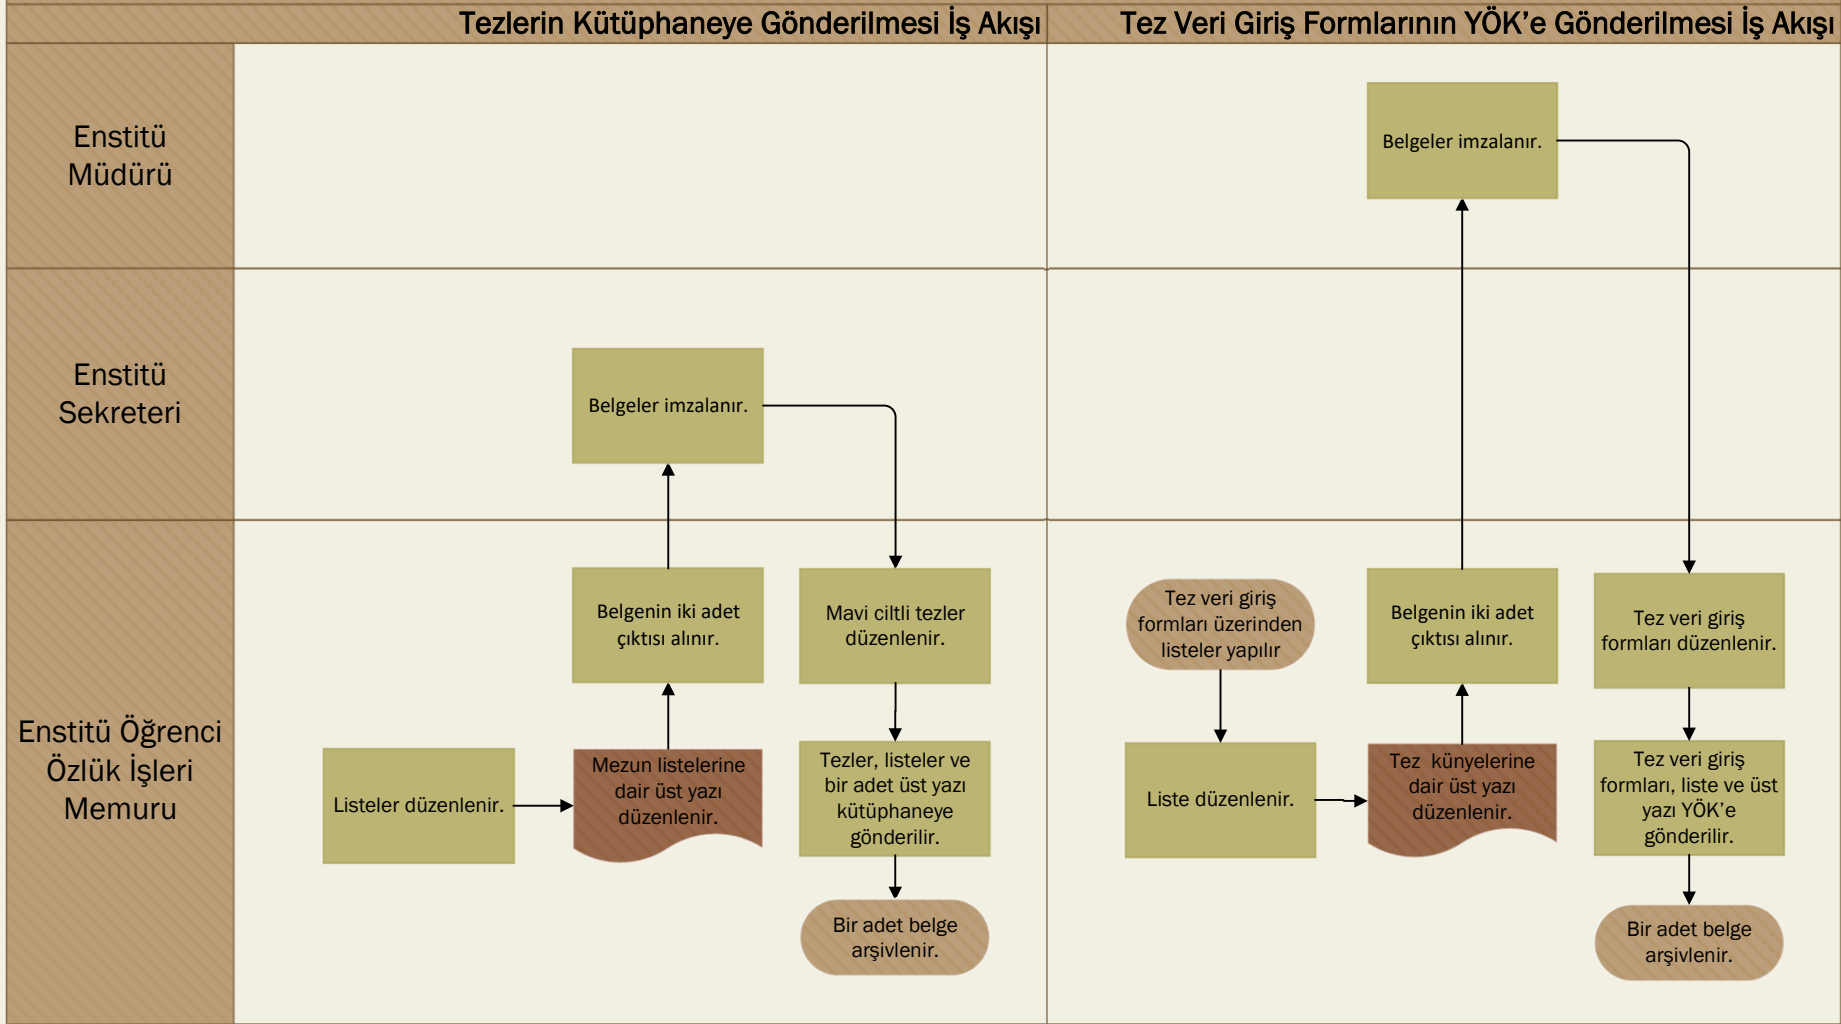 Tezlerin Kütüphaneye Gönderilmesi İş Akışı
Tez Veri Giriş Formlarının YÖK'e Gönderilmesi İş Akışı
Enstitü
Müdürü
Belgeler imzalanır.
Enstitü
Sekreteri
Belgeler imzalanır.
Enstitü Öğrenci
Özlük İşleri
Memuru
Listeler düzenlenir.
Mezun listelerine
dair üst yazı
düzenlenir.
Belgenin iki adet
çıktısı alınır.
Mavi ciltli tezler
düzenlenir.
Tezler, listeler ve
bir adet üst yazı
kütüphaneye
gönderilir.
Bir adet belge
arşivlenir.
Tez veri giriş
formları üzerinden
listeler yapılır
Liste düzenlenir.
Tez künyelerine
dair üst yazı
düzenlenir.
Belgenin iki adet
çıktısı alınır.
Tez veri giriş
formları düzenlenir.
Tez veri giriş
formları, liste ve üst
yazı YÖK'e
gönderilir.
Bir adet belge
arşivlenir.